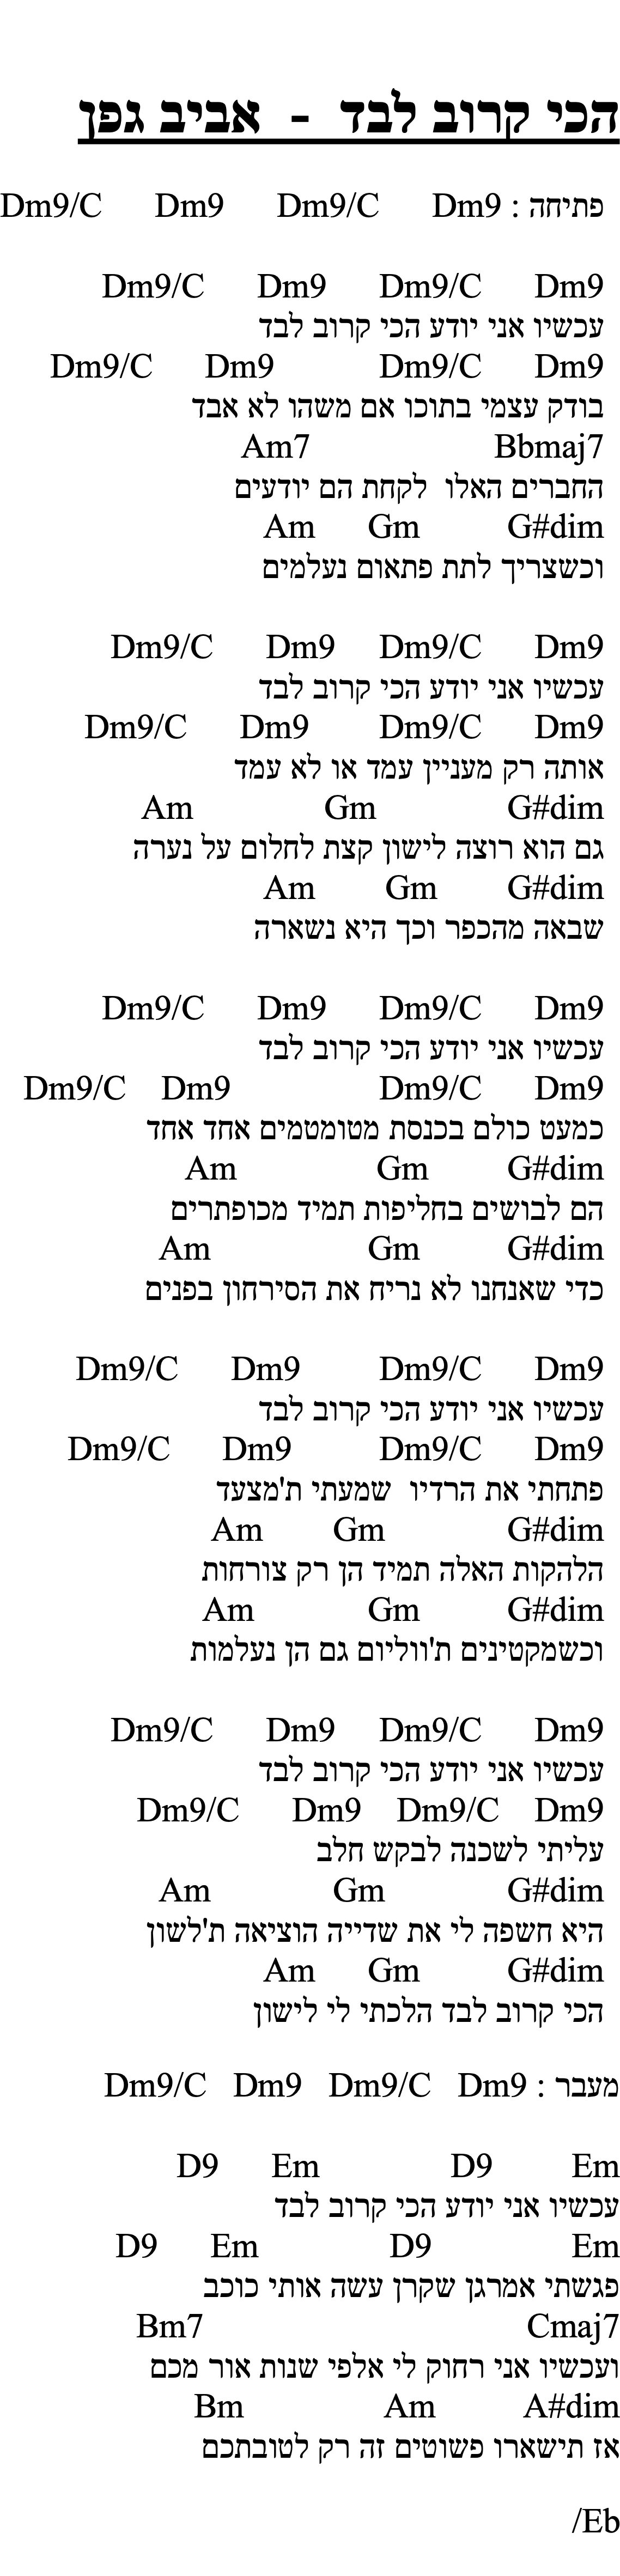 הכי קרוב לבד - אביב גפן
פתיחה : Dm9 Dm9/C Dm9 Dm9/C
Dm9 Dm9/C Dm9 Dm9/C
עכשיו אני יודע הכי קרוב לבד
Dm9 Dm9/C Dm9 Dm9/C
בודק עצמי בתוכו אם משהו לא אבד
Bbmaj7 Am7
החברים האלו לקחת הם יודעים
G#dim Gm Am
וכשצריך לתת פתאום נעלמים
Dm9 Dm9/C Dm9 Dm9/C
עכשיו אני יודע הכי קרוב לבד
Dm9 Dm9/C Dm9 Dm9/C
אותה רק מעניין עמד או לא עמד
G#dim Gm Am
גם הוא רוצה לישון קצת לחלום על נערה
G#dim Gm Am
שבאה מהכפר וכך היא נשארה
Dm9 Dm9/C Dm9 Dm9/C
עכשיו אני יודע הכי קרוב לבד
Dm9 Dm9/C Dm9 Dm9/C
כמעט כולם בכנסת מטומטמים אחד אחד
G#dim Gm Am
הם לבושים בחליפות תמיד מכופתרים
G#dim Gm Am
כדי שאנחנו לא נריח את הסירחון בפנים
Dm9 Dm9/C Dm9 Dm9/C
עכשיו אני יודע הכי קרוב לבד
Dm9 Dm9/C Dm9 Dm9/C
פתחתי את הרדיו שמעתי ת'מצעד
G#dim Gm Am
הלהקות האלה תמיד הן רק צורחות
G#dim Gm Am
וכשמקטינים ת'ווליום גם הן נעלמות
Dm9 Dm9/C Dm9 Dm9/C
עכשיו אני יודע הכי קרוב לבד
Dm9 Dm9/C Dm9 Dm9/C
עליתי לשכנה לבקש חלב
G#dim Gm Am
היא חשפה לי את שדייה הוציאה ת'לשון
G#dim Gm Am
הכי קרוב לבד הלכתי לי לישון
מעבר : Dm9 Dm9/C Dm9 Dm9/C
Em D9 Em D9
עכשיו אני יודע הכי קרוב לבד
Em D9 Em D9
פגשתי אמרגן שקרן עשה אותי כוכב
Cmaj7 Bm7
ועכשיו אני רחוק לי אלפי שנות אור מכם
A#dim Am Bm
אז תישארו פשוטים זה רק לטובתכם
/Eb